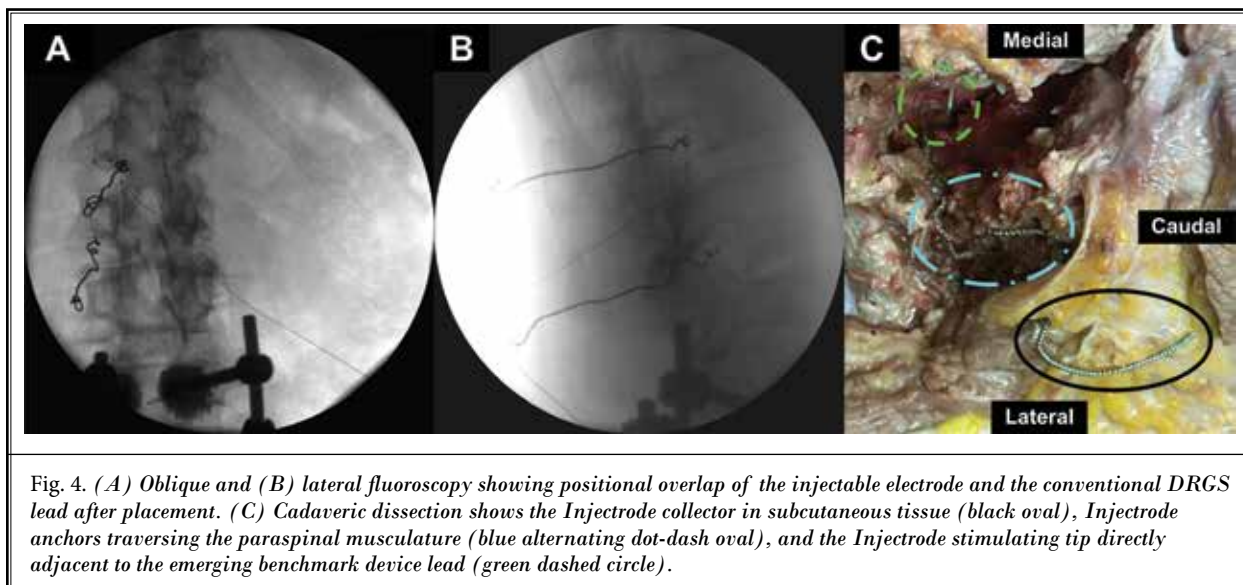 A
B
C
Medial
Caudal
Lateral
Fig. 4. (A) Oblique and (B) lateral fluoroscopy showing positional overlap of the injectable electrode and the conventional DRGS
lead after placement. (C) Cadaveric dissection shows the Injectrode collector in subcutaneous tissue (black oval), Injectrode
anchors traversing the paraspinal musculature (blue alternating dot-dash oval), and the Injectrode stimulating tip directly
adjacent to the emerging benchmark device lead (green dashed circle).